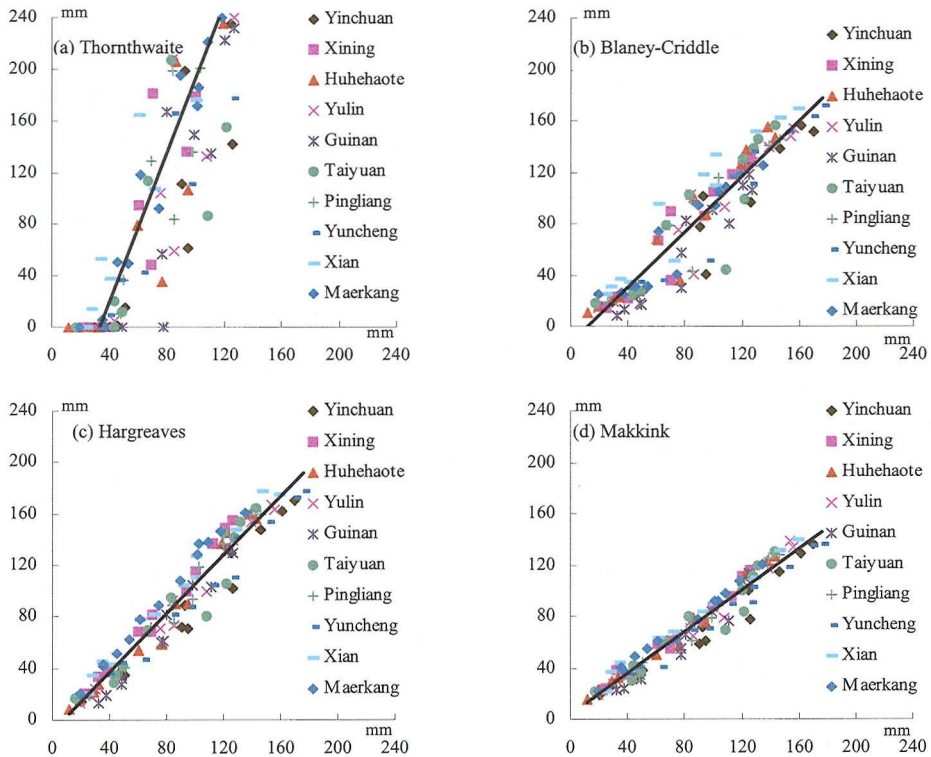 240 mm
200
160
120
80
40
0
mm
0 40 80 120 160 200 240
(a) Thornthwaite
Yinchuan
Xining
Huhehaote
Yulin
Guinan
Taiyuan
Pingliang
Yuncheng
Xian
Maerkang
240 mm
200
160
120
80
40
0
mm
0 40 80 120 160 200 240
(b) Blaney-Criddle
Yinchuan
Xining
Huhehaote
Yulin
Guinan
Taiyuan
Pingliang
Yuncheng
Xian
Maerkang
240 mm
200
160
120
80
40
0
mm
0 40 80 120 160 200 240
(c) Hargreaves
Yinchuan
Xining
Huhehaote
Yulin
Guinan
Taiyuan
Pingliang
Yuncheng
Xian
Maerkang
240 mm
200
160
120
80
40
0
mm
0 40 80 120 160 200 240
(d) Makkink
Yinchuan
Xining
Huhehaote
Yulin
Guinan
Taiyuan
Pingliang
Yuncheng
Xian
Maerkang